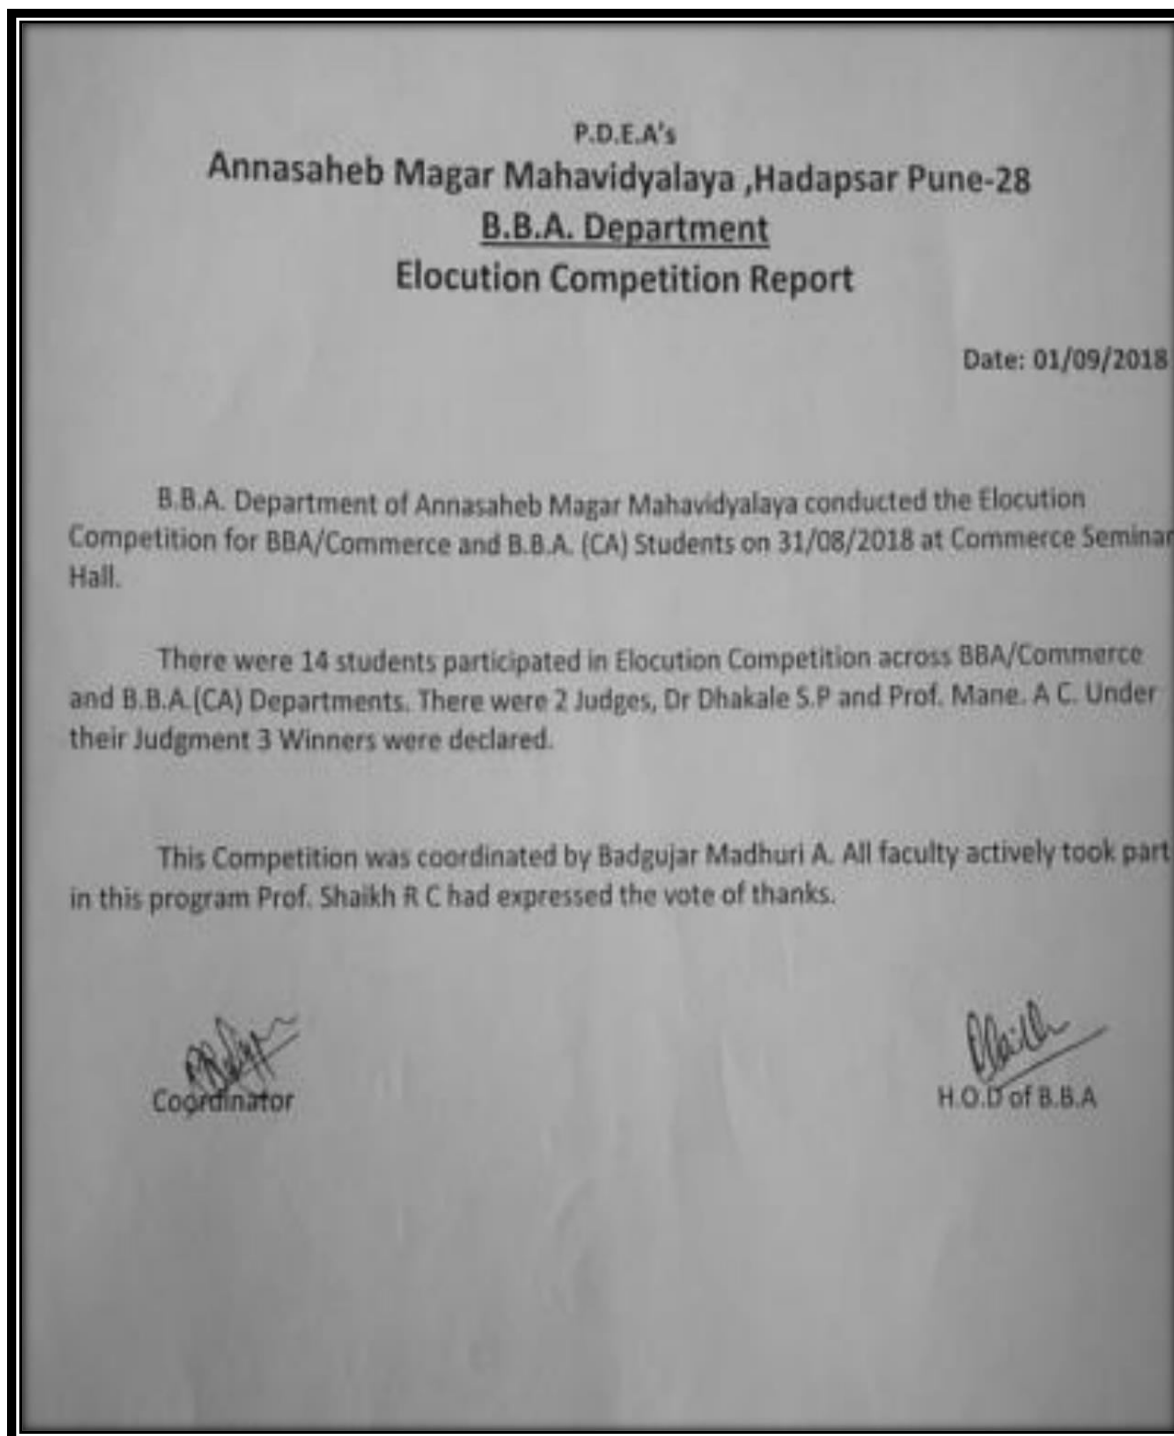 P.D.E.A's
Annasaheb Magar Mahavidyalaya ,Hadapsar Pune-28
B.B.A. Department
Elocution Competition Report
Date: 01/09/2018
B.B.A. Department of Annasaheb Magar Mahavidyalaya conducted the Elocution
Competition for BBA/Commerce and B.B.A. (CA) Students on 31/08/2018 at Commerce Seminar
Hall.
There were 14 students participated in Elocution Competition across BBA/Commerce
and B.B.A.(CA) Departments. There were 2 Judges, Dr Dhakale S.P and Prof. Mane. A C. Under
their Judgment 3 Winners were declared.
This Competition was coordinated by Badgujar Madhuri A. All faculty actively took part
in this program Prof. Shaikh R C had expressed the vote of thanks.
Coordinator
H.O.D of B.B.A